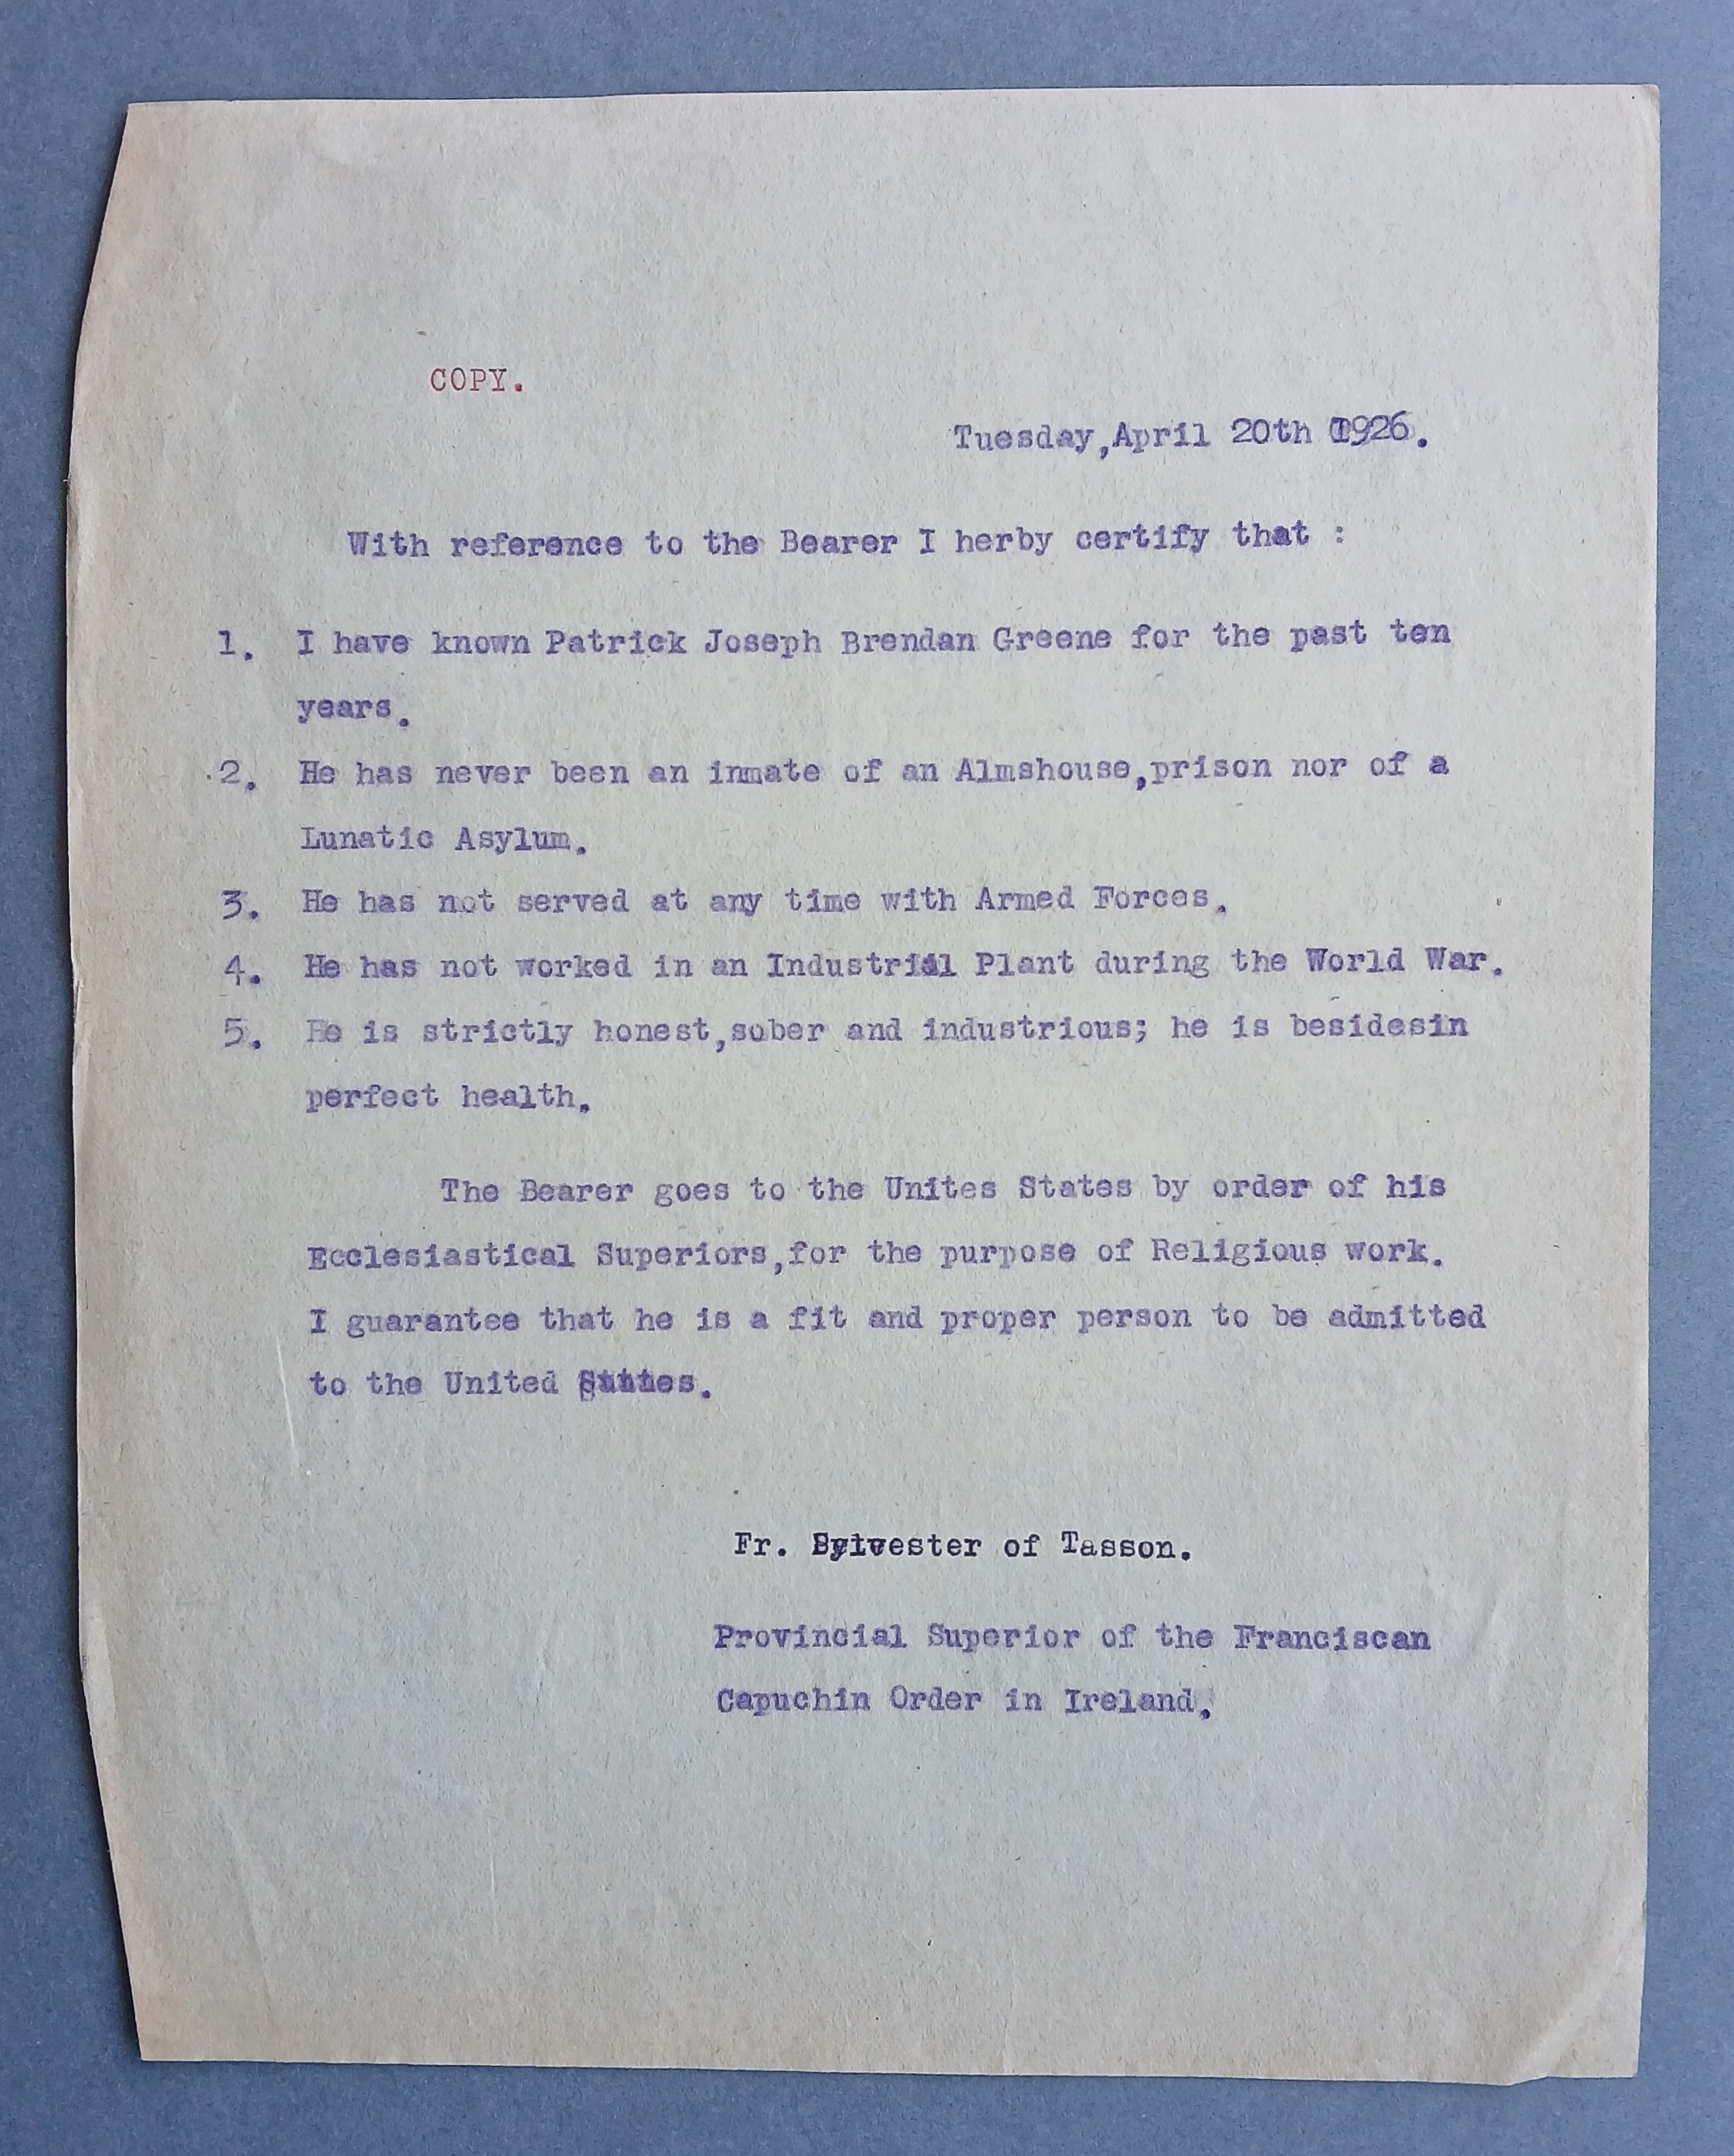 COPY.
Tuesday,April 20th 1926.
With reference to the Bearer I herby certify that :
1. I have known Patrick Joseph Brendan Greene for the past ten
years.
2. He has never been an inmate of an Almshouse,prison nor of a
Lunatic Asylum.
3. He has not served at any time with Armed Forces.
4. He has not worked in an Industrial Plant during the World War.
5. He is strictly honest,sober and industrious; he is besidesin
perfect health.
The Bearer goes to the Unites States by order of his
Ecclesiastical Superiors,for the purpose of Religious work.
I guarantee that he is a fit and proper person to be admitted
to the United States.
Fr. Sylvester of Tasson.
Provincial Superior of the Franciscan
Capuchin Order in Ireland.